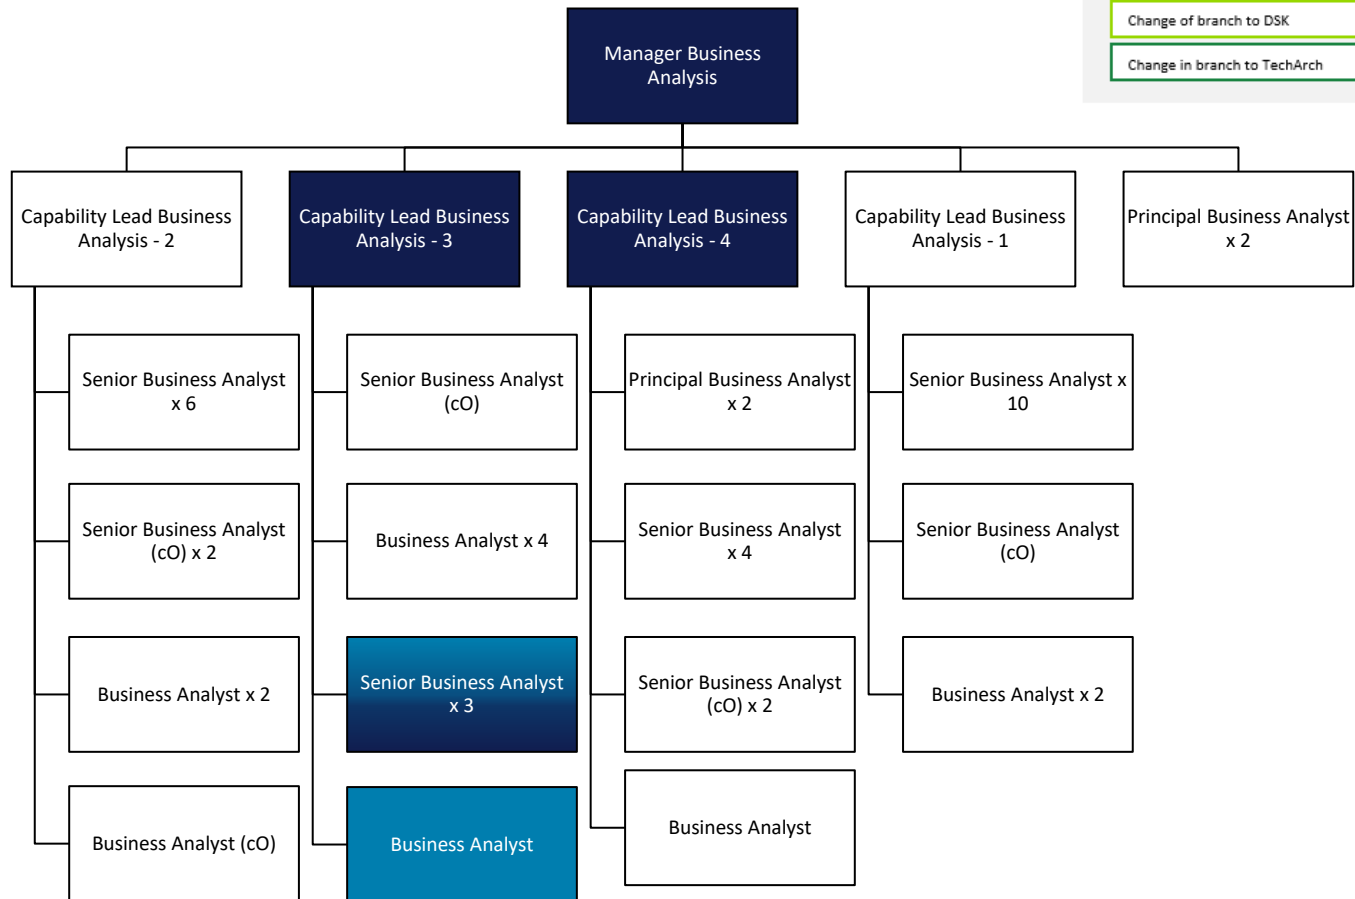 Change of branch to DSK
Change in branch to TechArch
Manager Business
Analysis
Capability Lead Business
Analysis - 2
Capability Lead Business
Analysis - 3
Capability Lead Business
Analysis - 4
Capability Lead Business
Analysis - 1
Principal Business Analyst
x 2
Senior Business Analyst
x 6
Senior Business Analyst
(cO) x 2
Business Analyst x 2
Business Analyst (cO)
Senior Business Analyst
(cO)
Business Analyst x 4
Senior Business Analyst
x 3
Business Analyst
Principal Business Analyst
x 2
Senior Business Analyst
x 4
Senior Business Analyst
(cO) x 2
Business Analyst
Senior Business Analyst x
10
Senior Business Analyst
(cO)
Business Analyst x 2